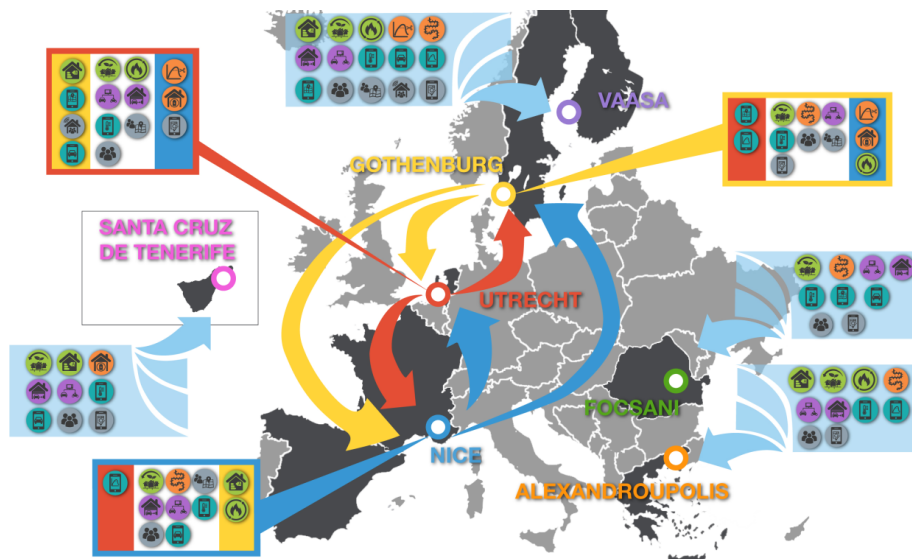 VAASA
GOTHENBURG
SANTA CRUZ
DE TENERIFE
UTRECHT
FOCSANI
NICE
ALEXANDROUPOLIS